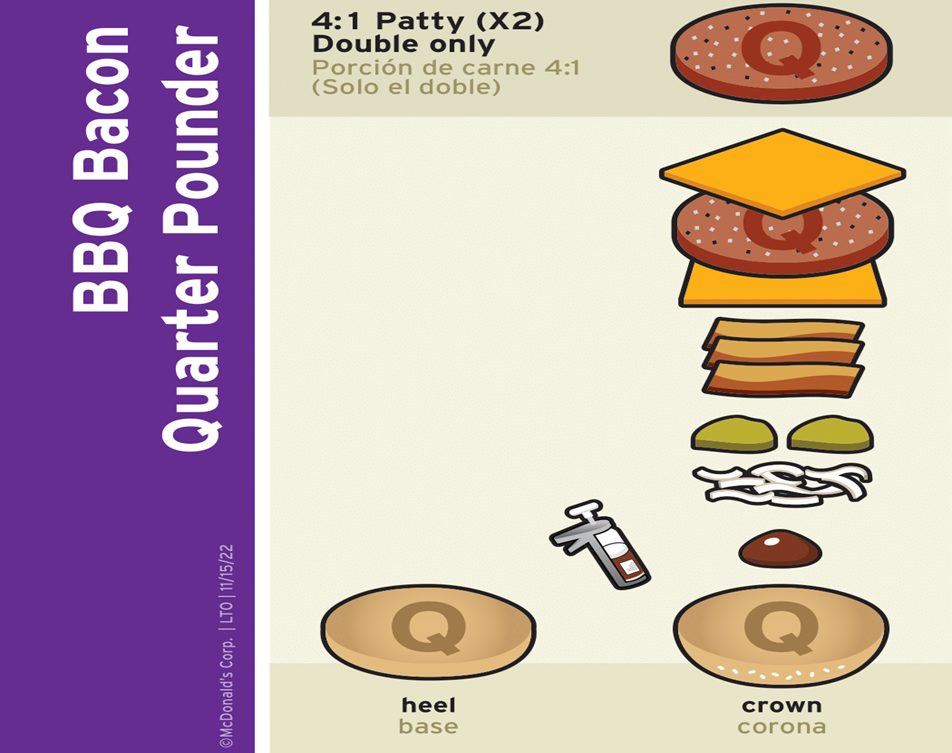 BBQ Bacon
Quarter Pounder
©McDonald's Corp. | LTO | 11/15/22
4:1 Patty (X2)
Double only
Porción de carne 4:1
(Solo el doble)
Q
Q
Q
Q
heel
base
crown
corona